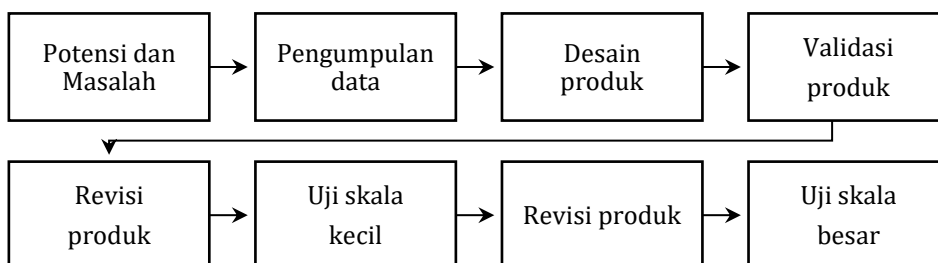 Potensi dan
Masalah
Pengumpulan
data
Desain
produk
Validasi
produk
Revisi
produk
Uji skala
kecil
Revisi produk
Uji skala
besar